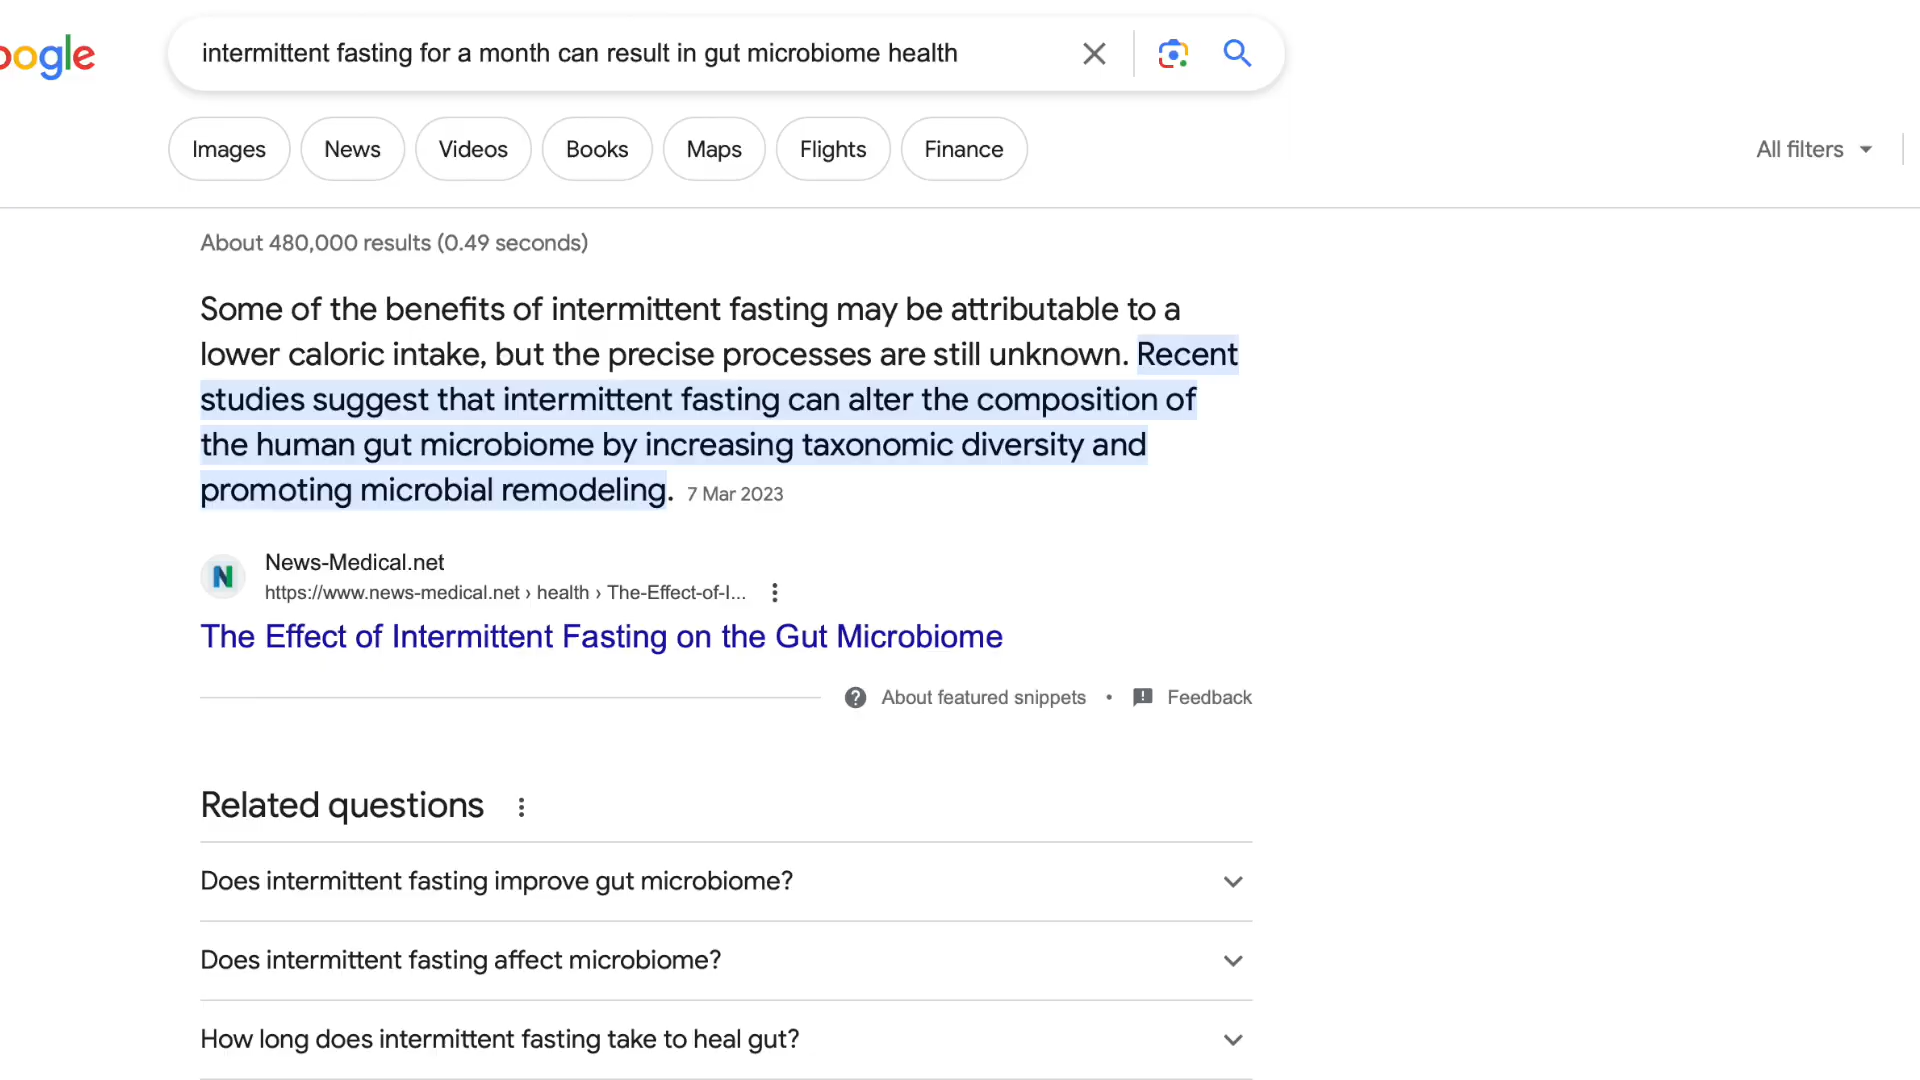 oogle
intermittent fasting for a month can result in gut microbiome health
Images News Videos Books Maps Flights Finance All filters
About 480,000 results (0.49 seconds)
Some of the benefits of intermittent fasting may be attributable to a
lower caloric intake, but the precise processes are still unknown. Recent
studies suggest that intermittent fasting can alter the composition of
the human gut microbiome by increasing taxonomic diversity and
promoting microbial remodeling. 7 Mar 2023
N
News-Medical.net
https://www.news-medical.net › health › The-Effect-of-I...
The Effect of Intermittent Fasting on the Gut Microbiome
About featured snippets • Feedback
Related questions
Does intermittent fasting improve gut microbiome?
Does intermittent fasting affect microbiome?
How long does intermittent fasting take to heal gut?